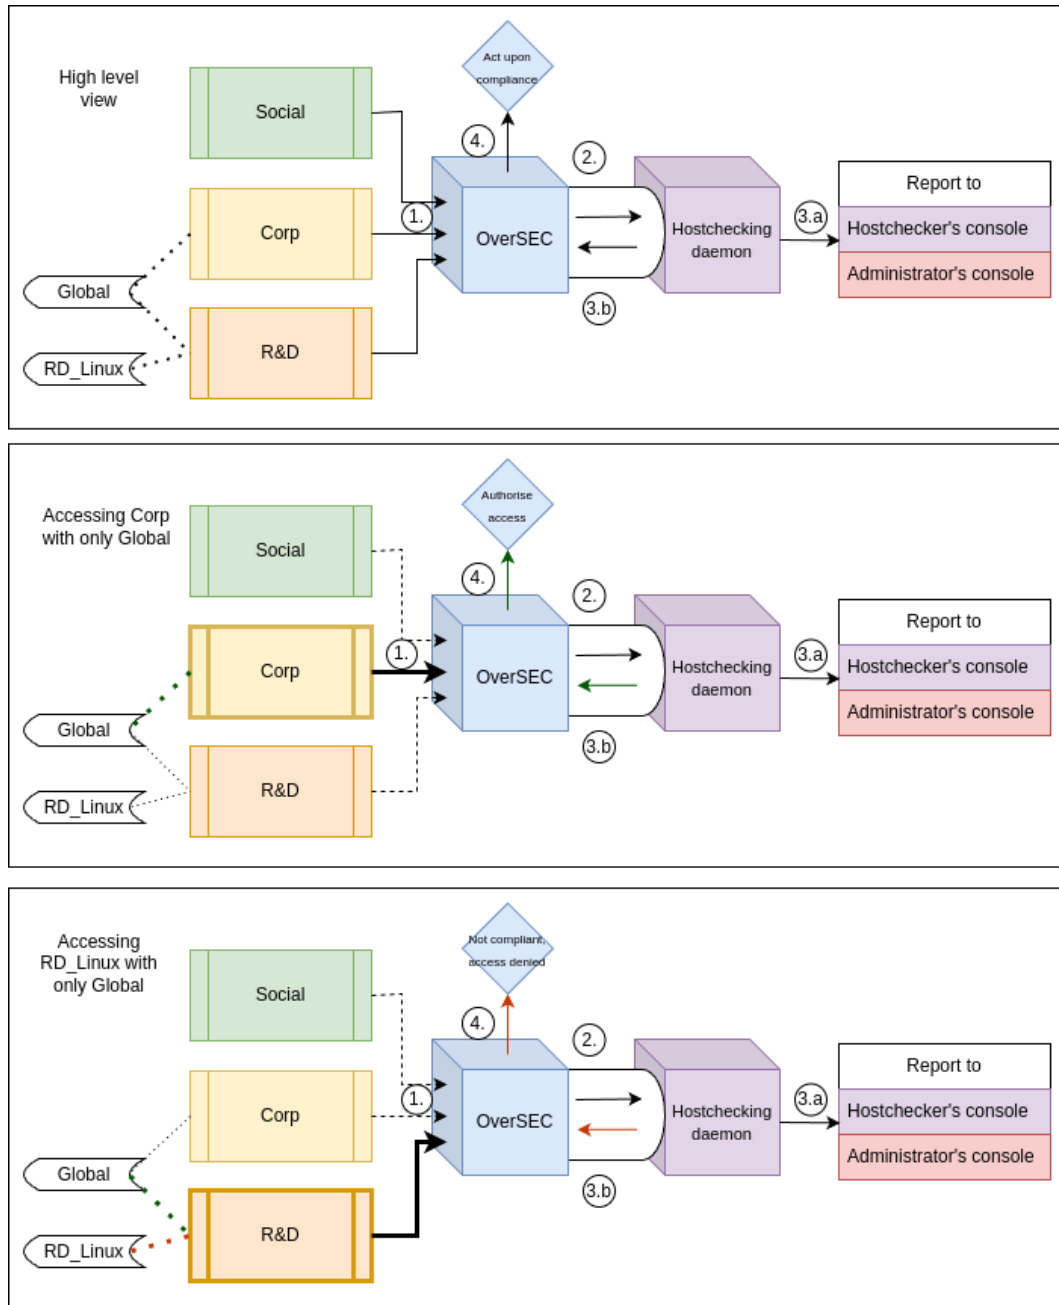 High level
view
Social
Corp
R&D
Global
RD_Linux
1.
OverSEC
4.
Act upon
compliance
2.
3.b
Hostchecking
daemon
3.a
Report to
Hostchecker's console
Administrator's console
Accessing Corp
with only Global
Social
Corp
R&D
Global
RD_Linux
1.
OverSEC
4.
Authorise
access
2.
3.b
Hostchecking
daemon
3.a
Report to
Hostchecker's console
Administrator's console
Accessing
RD_Linux with
only Global
Social
Corp
R&D
Global
RD_Linux
1.
OverSEC
4.
Not compliant,
access denied
2.
3.b
Hostchecking
daemon
3.a
Report to
Hostchecker's console
Administrator's console